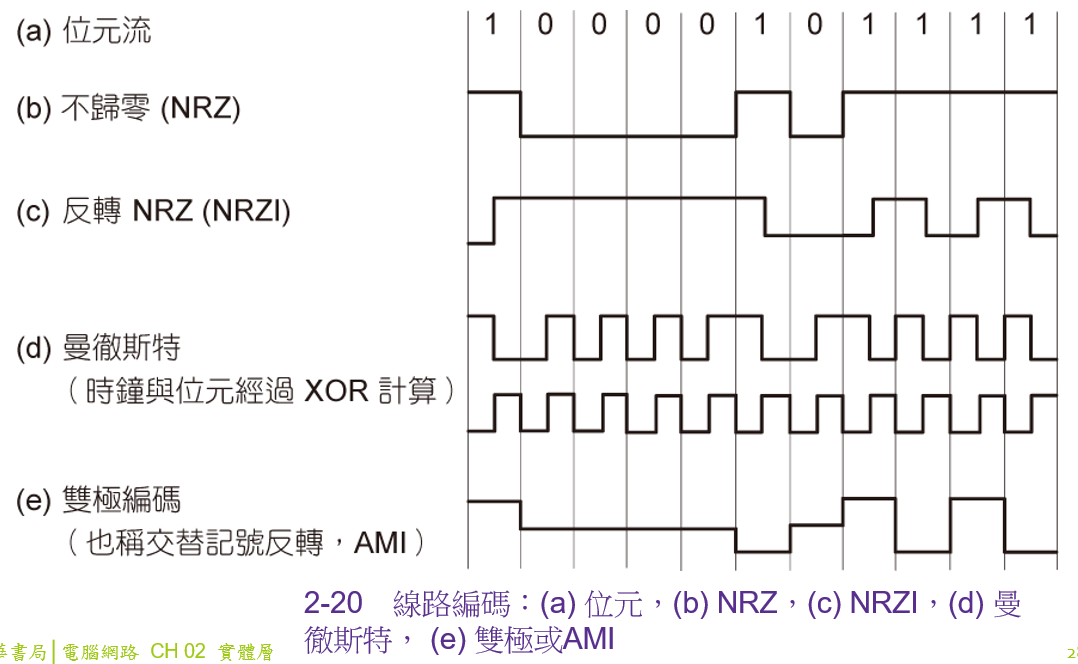 (a) 位元流 1 0 0 0 0 1 0 1 1 1 1
(b) 不歸零 (NRZ)
(c) 反轉 NRZ (NRZI)
(d) 曼徹斯特
（時鐘與位元經過 XOR 計算）
(e) 雙極編碼
（也稱交替記號反轉，AMI）
2-20 線路編碼：(a) 位元，(b) NRZ，(c) NRZI，(d) 曼
徹斯特， (e) 雙極或AMI
書局│電腦網路 CH 02 實體層